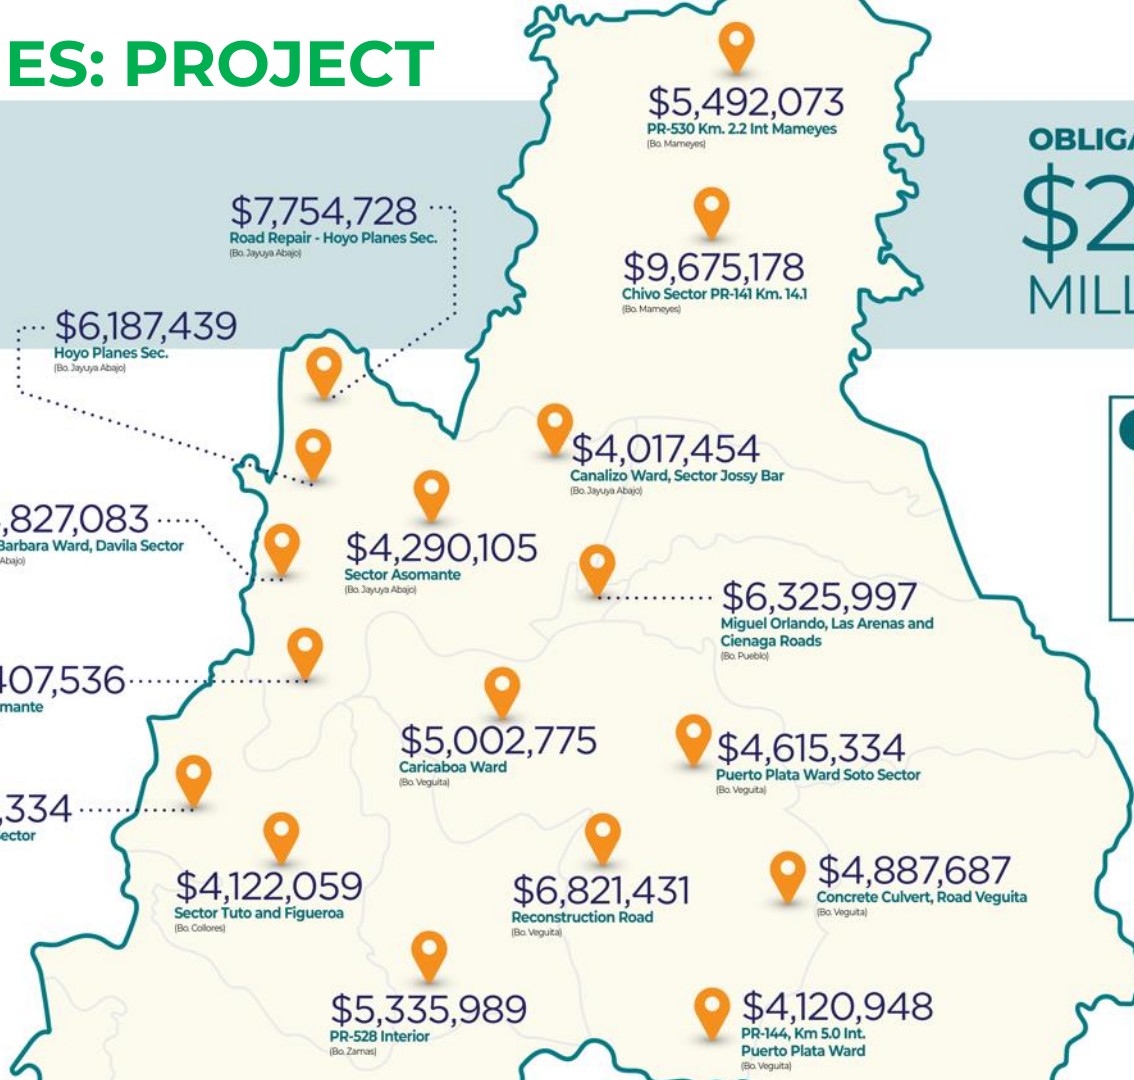 ES: PROJECT
$5,492,073
PR-530 Km. 2.2 Int Mameyes
(Bo. Mameyes)
OBLIGA
$2
MILL
$7,754,728
Road Repair - Hoyo Planes Sec.
(Bo. Jayuya Abajo)
$9,675,178
Chivo Sector PR-141 Km. 14.1
(Bo. Mameyes)
$6,187,439
Hoyo Planes Sec.
(Bo. Jayuya Abajo)
$4,017,454
Canalizo Ward, Sector Jossy Bar
(Bo. Jayuya Abajo)
,827,083
Barbara Ward, Davila Sector
Abajo)
$4,290,105
Sector Asomante
(Bo. Jayuya Abajo)
$6,325,997
Miguel Orlando, Las Arenas and
Cienaga Roads
(Bo. Pueblo)
407,536
mante
$5,002,775
Caricaboa Ward
(Bo. Veguita)
$4,615,334
Puerto Plata Ward Soto Sector
(Bo. Veguita)
,334
ector
$4,122,059
Sector Tuto and Figueroa
(Bo. Collores)
$6,821,431
Reconstruction Road
(Bo. Veguita)
$4,887,687
Concrete Culvert, Road Veguita
(Bo. Veguita)
$5,335,989
PR-528 Interior
(Bo. Zamas)
$4,120,948
PR-144, Km 5.0 Int.
Puerto Plata Ward
(Bo. Veguita)